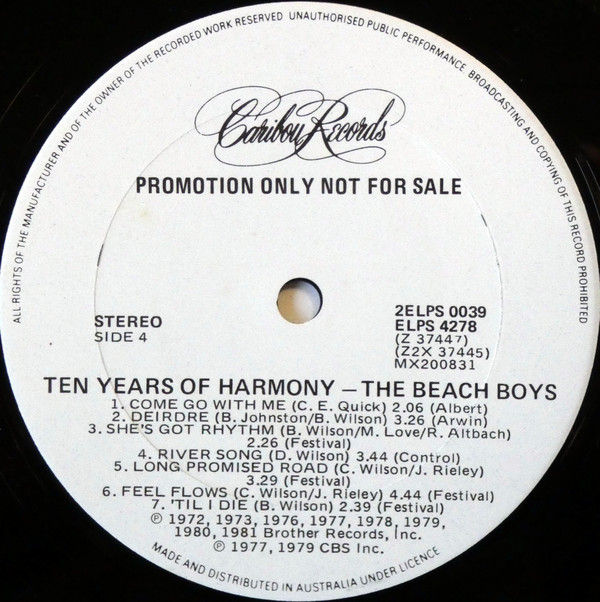 ALL RIGHTS OF THE MANUFACTURER AND OF THE OWNER OF THE RECORDED WORK RESERVED UNAUTHORISED PUBLIC PERFORMANCE BROADCASTING AND COPYING OF THIS RECORD PROHIBITED
Caribou Records
PROMOTION ONLY NOT FOR SALE
STEREO
SIDE 4
2ELPS 0039
ELPS 4278
(Z 37447)
(Z2X 37445)
MX200831
TEN YEARS OF HARMONY — THE BEACH BOYS
1. COME GO WITH ME (C. E. Quick) 2.06 (Albert)
2. DEIRDRE (B. Johnston/B. Wilson) 3.26 (Arwin)
3. SHE'S GOT RHYTHM (B. Wilson/M. Love/R. Altbach)
2.26 (Festival)
4. RIVER SONG (D. Wilson) 3.44 (Control)
5. LONG PROMISED ROAD (C. Wilson/J. Rieley)
3.29 (Festival)
6. FEEL FLOWS (C. Wilson/J. Rieley) 4.44 (Festival)
7. 'TIL I DIE (B. Wilson) 2.39 (Festival)
℗ 1972, 1973, 1976, 1977, 1978, 1979,
1980, 1981 Brother Records, Inc.
℗ 1977, 1979 CBS Inc.
MADE AND DISTRIBUTED IN AUSTRALIA UNDER LICENCE